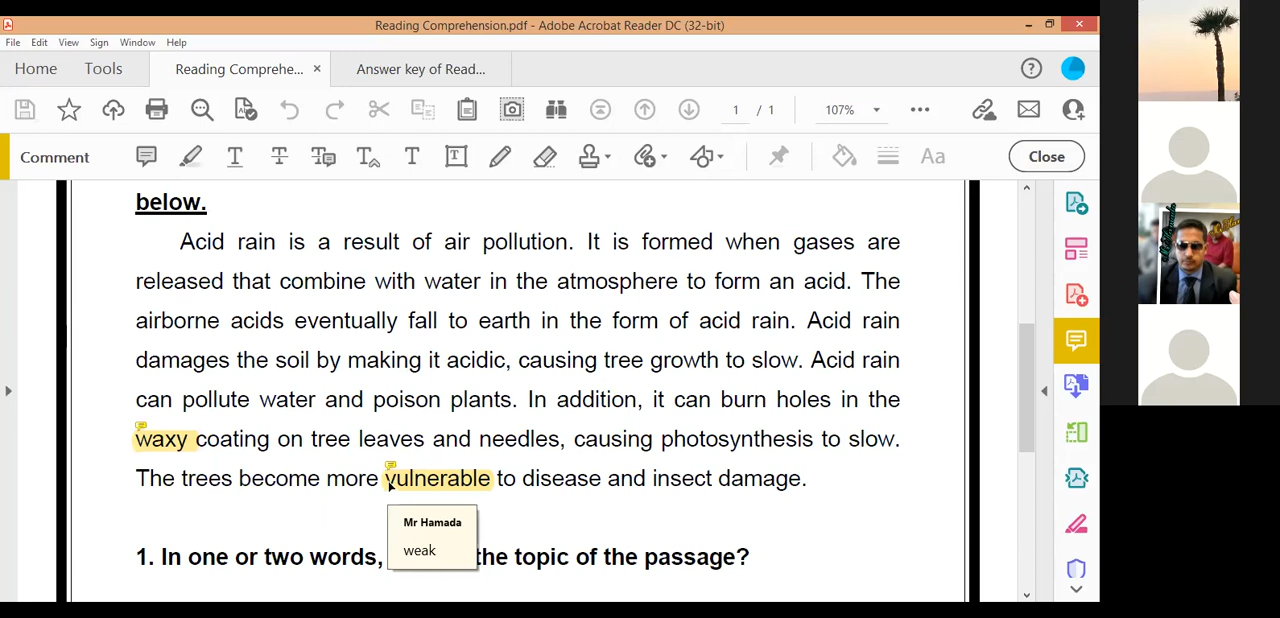 Reading Comprehension.pdf - Adobe Acrobat Reader DC (32-bit)
File Edit View Sign Window Help
Home Tools Reading Comprehe... × Answer key of Read...
1 / 1 107%
Comment Close
below.
Acid rain is a result of air pollution. It is formed when gases are
released that combine with water in the atmosphere to form an acid. The
airborne acids eventually fall to earth in the form of acid rain. Acid rain
damages the soil by making it acidic, causing tree growth to slow. Acid rain
can pollute water and poison plants. In addition, it can burn holes in the
waxy coating on tree leaves and needles, causing photosynthesis to slow.
The trees become more vulnerable to disease and insect damage.
Mr Hamada
weak
1. In one or two words, the topic of the passage?